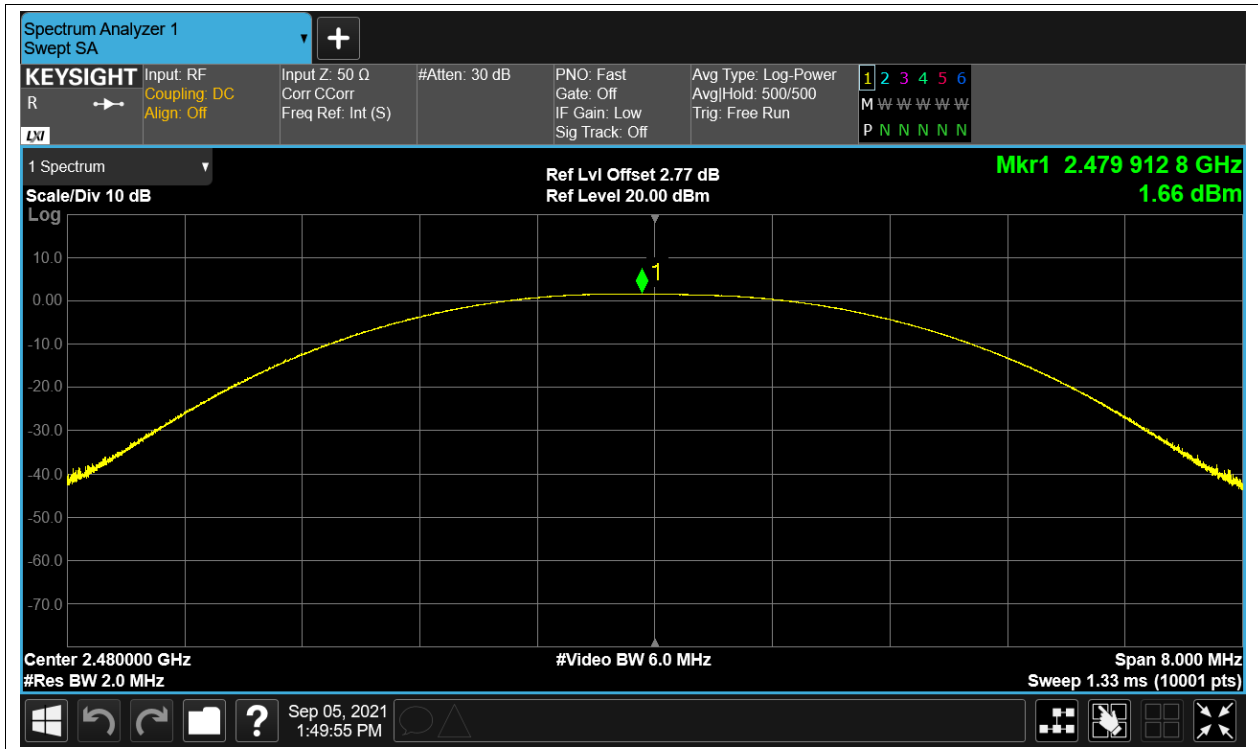 Spectrum Analyzer 1
Swept SA
+
KEYSIGHT
R
LXI
Input: RF
Coupling: DC
Align: Off
Input Z: 50 Ω
Corr CCorr
Freq Ref: Int (S)
#Atten: 30 dB
PNO: Fast
Gate: Off
IF Gain: Low
Sig Track: Off
Avg Type: Log-Power
Avg|Hold: 500/500
Trig: Free Run
1 2 3 4 5 6
M W W W W W
P N N N N N
1 Spectrum
Scale/Div 10 dB
Log
Ref Lvl Offset 2.77 dB
Ref Level 20.00 dBm
Mkr1 2.479 912 8 GHz
1.66 dBm
10.0
1
0.00
-10.0
-20.0
-30.0
-40.0
-50.0
-60.0
-70.0
Center 2.480000 GHz
#Res BW 2.0 MHz
#Video BW 6.0 MHz
Span 8.000 MHz
Sweep 1.33 ms (10001 pts)
?
Sep 05, 2021
1:49:55 PM